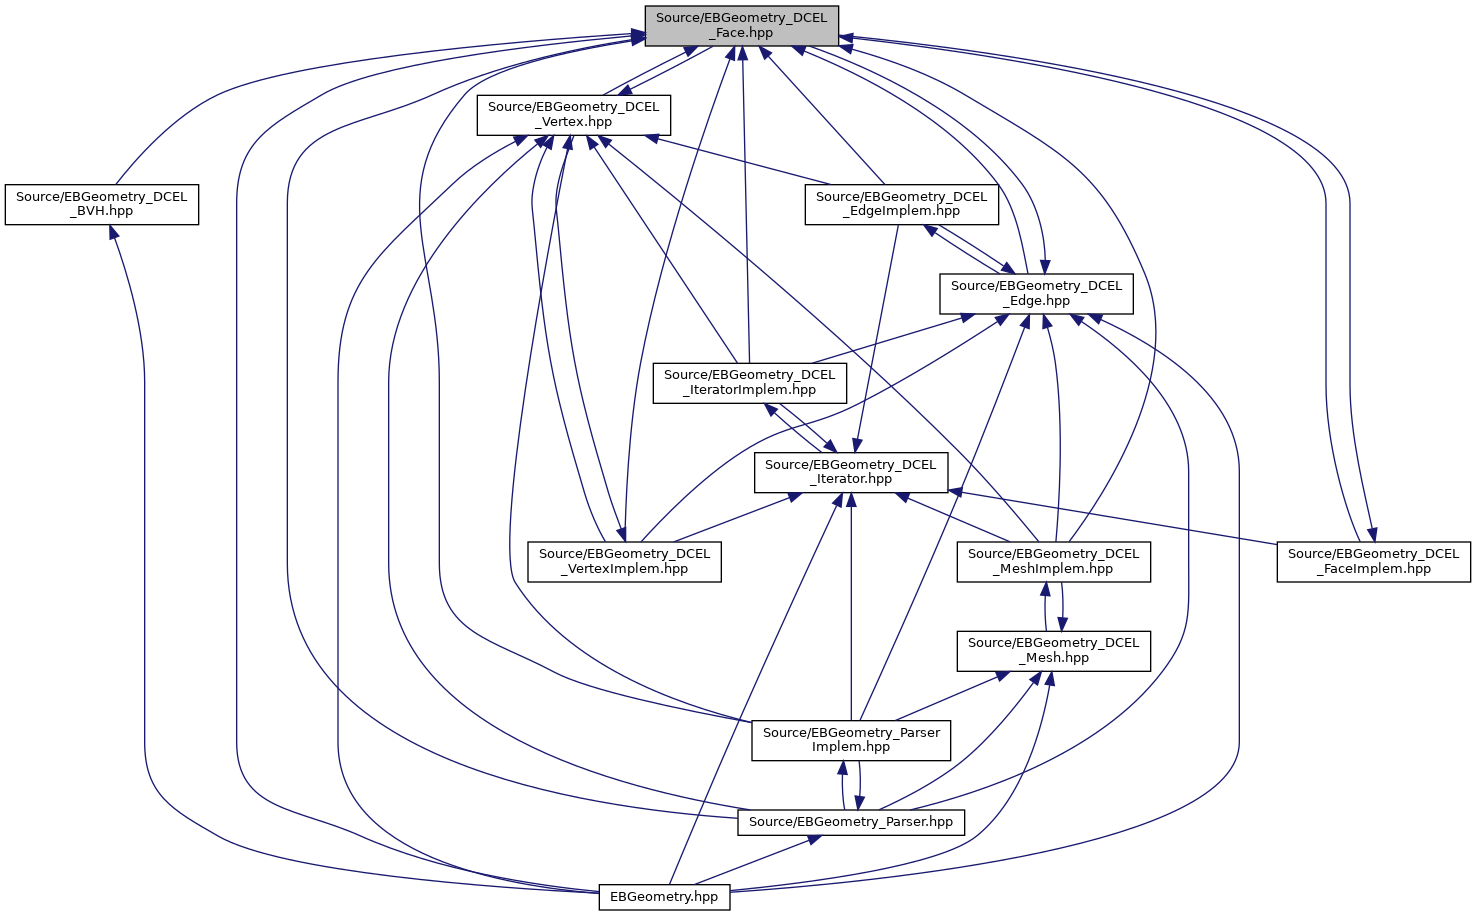 Source/EBGeometry_DCEL
_Face.hpp
Source/EBGeometry_DCEL
_Vertex.hpp
Source/EBGeometry_DCEL
_BVH.hpp
Source/EBGeometry_DCEL
_EdgeImplem.hpp
Source/EBGeometry_DCEL
_Edge.hpp
Source/EBGeometry_DCEL
_IteratorImplem.hpp
Source/EBGeometry_DCEL
_Iterator.hpp
Source/EBGeometry_DCEL
_VertexImplem.hpp
Source/EBGeometry_DCEL
_MeshImplem.hpp
Source/EBGeometry_DCEL
_FaceImplem.hpp
Source/EBGeometry_DCEL
_Mesh.hpp
Source/EBGeometry_Parser
Implem.hpp
Source/EBGeometry_Parser.hpp
EBGeometry.hpp